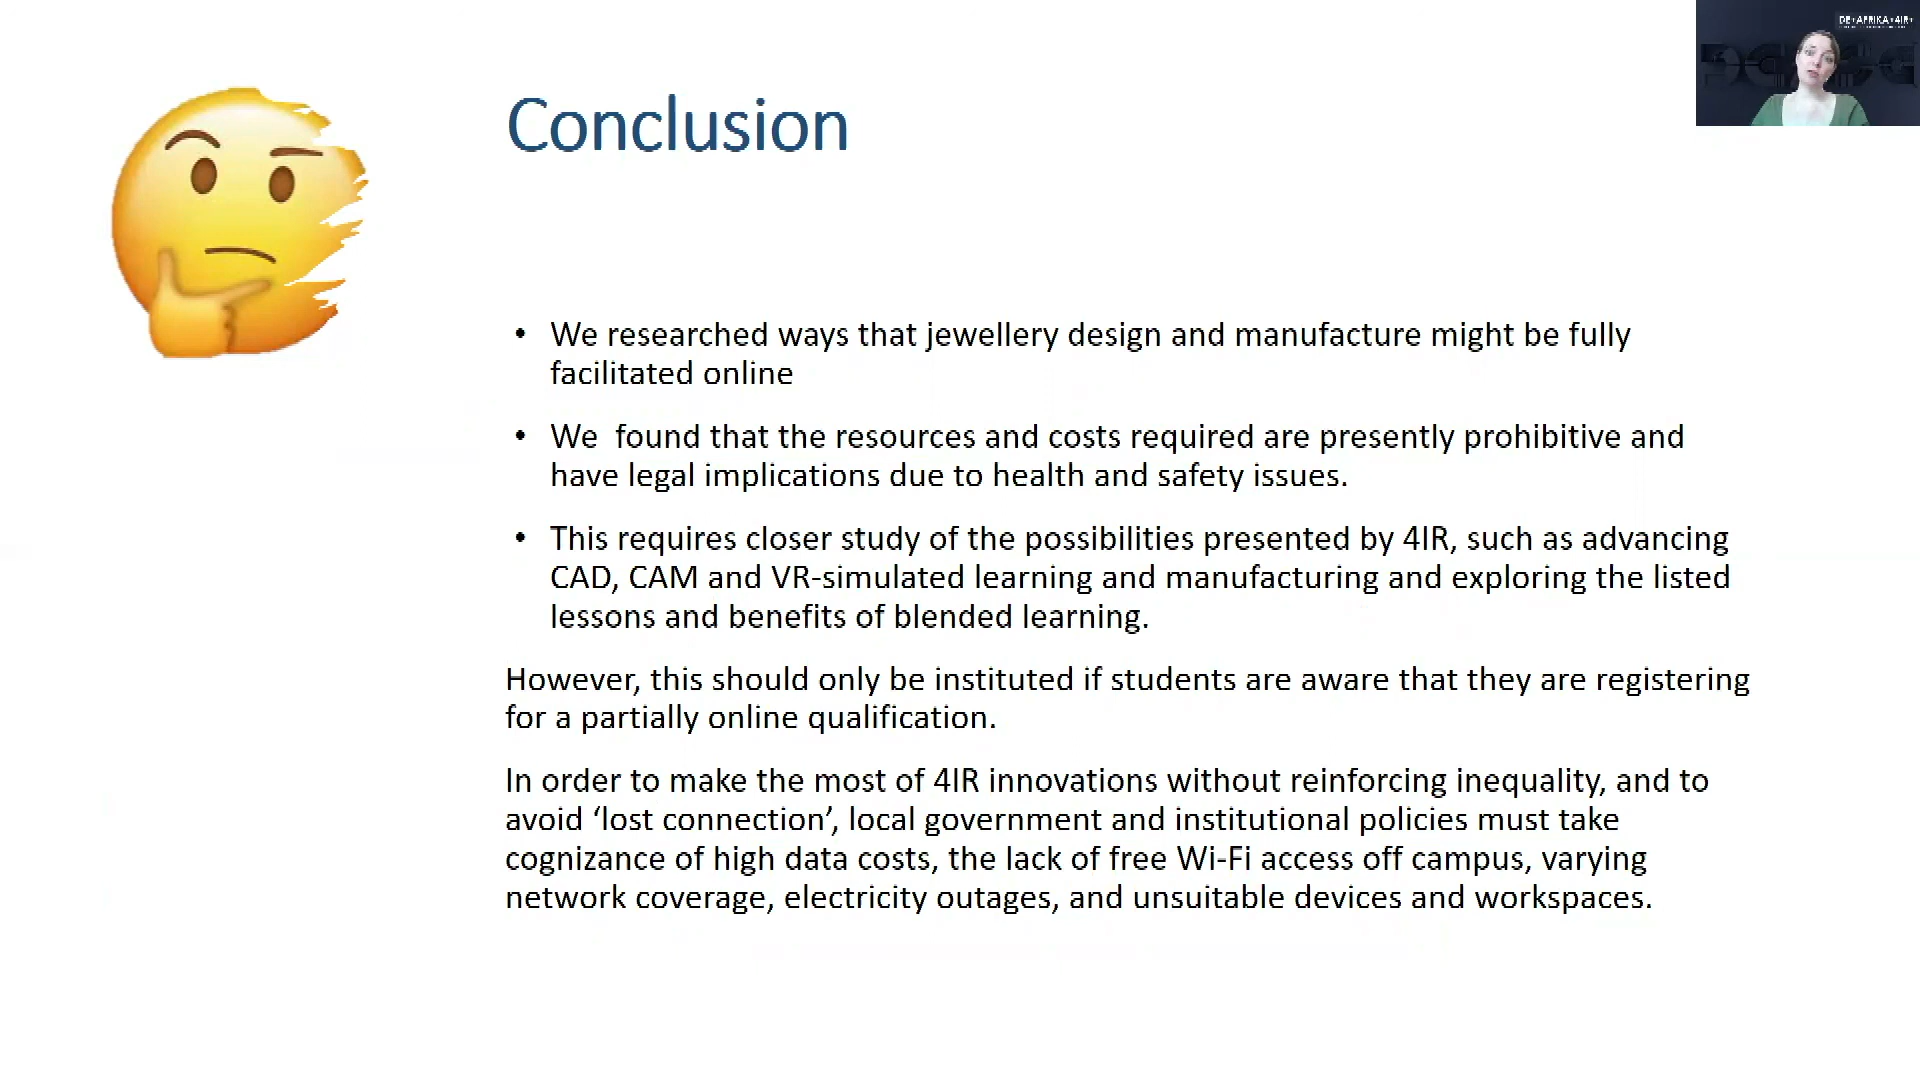 DE+AFRIKA+4IR+
Conclusion
• We researched ways that jewellery design and manufacture might be fully
facilitated online
• We  found that the resources and costs required are presently prohibitive and
have legal implications due to health and safety issues.
• This requires closer study of the possibilities presented by 4IR, such as advancing
CAD, CAM and VR-simulated learning and manufacturing and exploring the listed
lessons and benefits of blended learning.
However, this should only be instituted if students are aware that they are registering
for a partially online qualification.
In order to make the most of 4IR innovations without reinforcing inequality, and to
avoid ‘lost connection’, local government and institutional policies must take
cognizance of high data costs, the lack of free Wi-Fi access off campus, varying
network coverage, electricity outages, and unsuitable devices and workspaces.